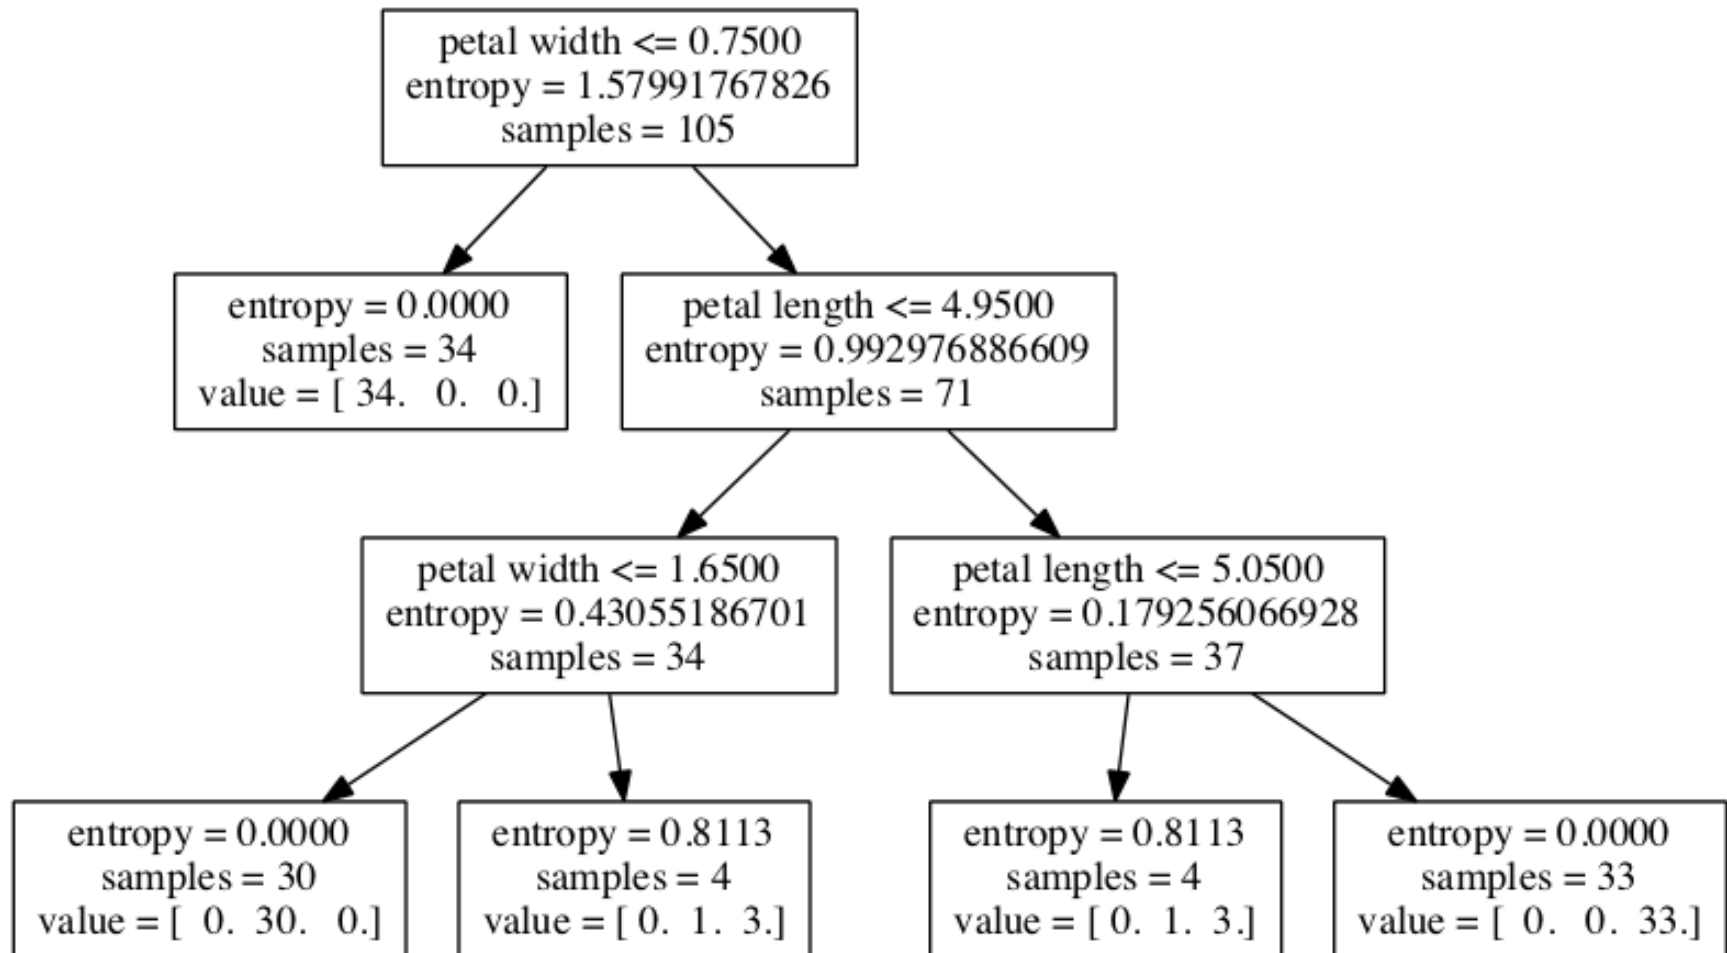 petal width <= 0.7500
entropy = 1.57991767826
samples = 105
entropy = 0.0000
samples = 34
value = [ 34.   0.   0.]
petal length <= 4.9500
entropy = 0.992976886609
samples = 71
petal width <= 1.6500
entropy = 0.43055186701
samples = 34
petal length <= 5.0500
entropy = 0.179256066928
samples = 37
entropy = 0.0000
samples = 30
value = [  0.  30.   0.]
entropy = 0.8113
samples = 4
value = [ 0.  1.  3.]
entropy = 0.8113
samples = 4
value = [ 0.  1.  3.]
entropy = 0.0000
samples = 33
value = [  0.   0.  33.]